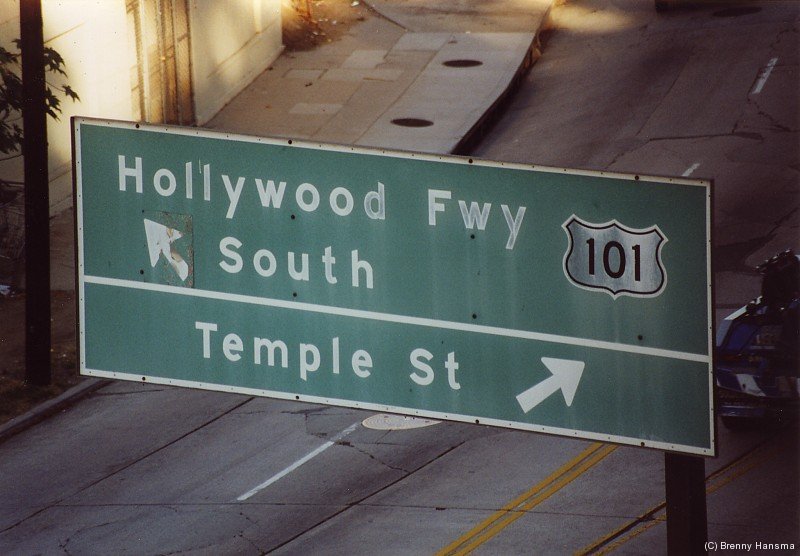 Hollywood Fwy
South
101
Temple St
(C) Brenny Hansma